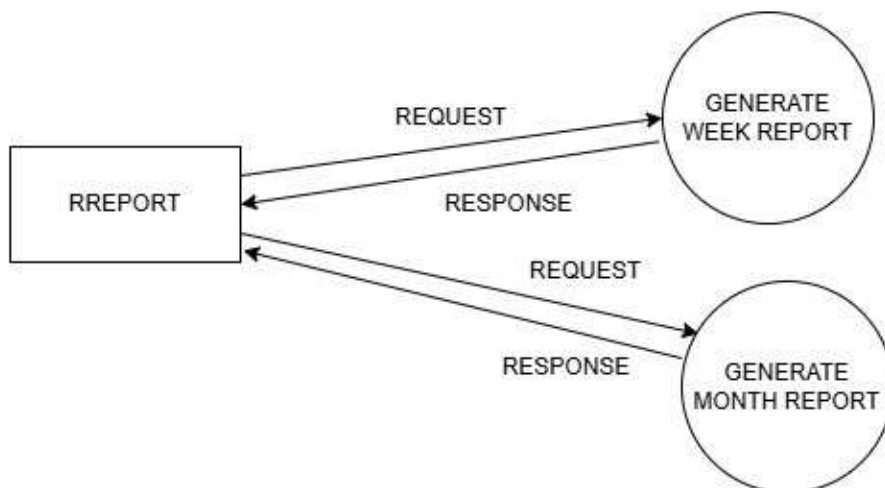 REQUEST
GENERATE
WEEK REPORT
RREPORT
RESPONSE
REQUEST
RESPONSE
GENERATE
MONTH REPORT